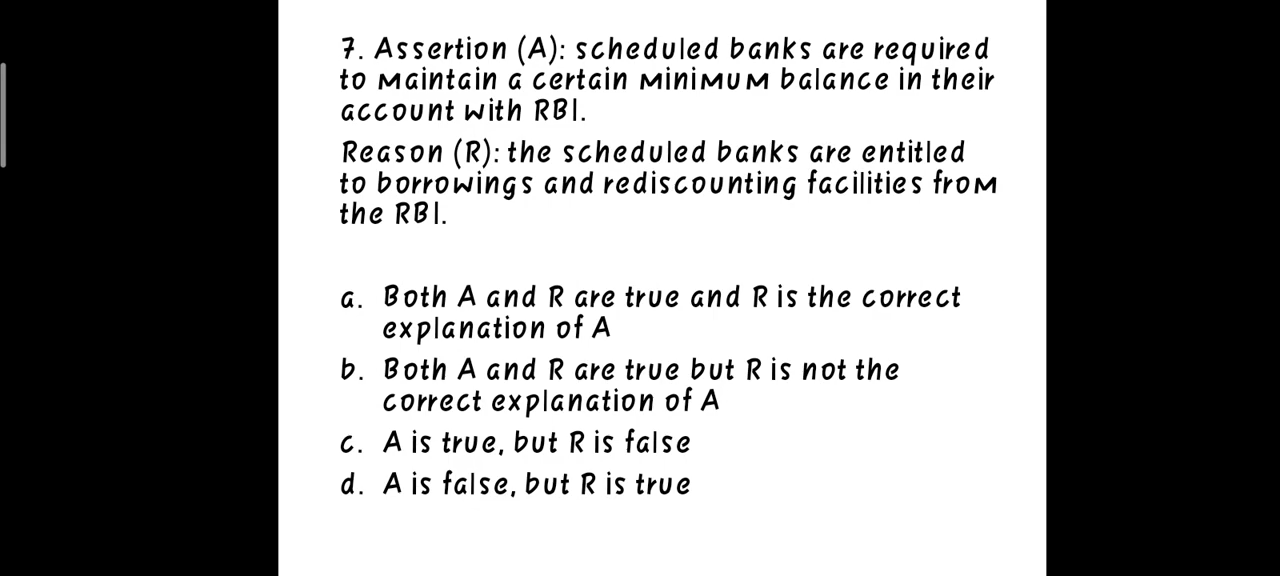 7. Assertion (A): scheduled banks are required
to maintain a certain minimum balance in their
account with RBI.
Reason (R): the scheduled banks are entitled
to borrowings and rediscounting facilities from
the RBI.
a. Both A and R are true and R is the correct
explanation of A
b. Both A and R are true but R is not the
correct explanation of A
c. A is true, but R is false
d. A is false, but R is true